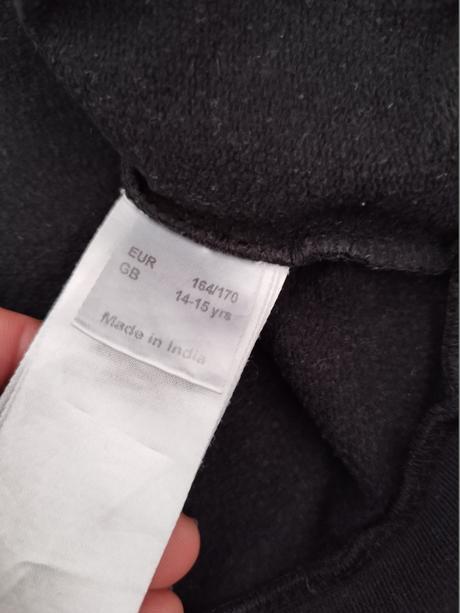 EUR 164/170
GB 14-15 yrs
Made in India